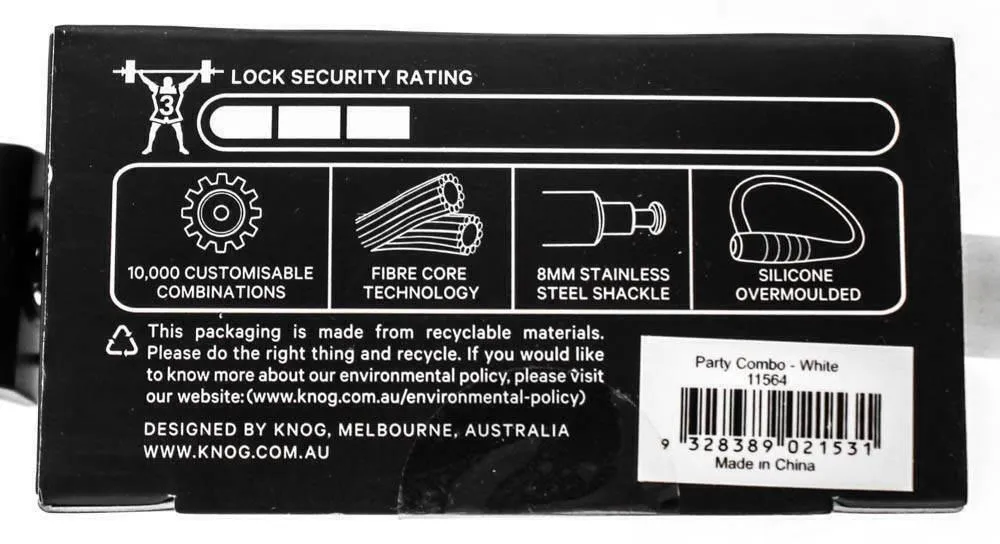 LOCK SECURITY RATING
3
10,000 CUSTOMISABLE
COMBINATIONS
FIBRE CORE
TECHNOLOGY
8MM STAINLESS
STEEL SHACKLE
SILICONE
OVERMOULDED
This packaging is made from recyclable materials.
Please do the right thing and recycle. If you would like
to know more about our environmental policy, please visit
our website:(www.knog.com.au/environmental-policy)
DESIGNED BY KNOG, MELBOURNE, AUSTRALIA
WWW.KNOG.COM.AU
Party Combo - White
11564
9 328389 021531
Made in China